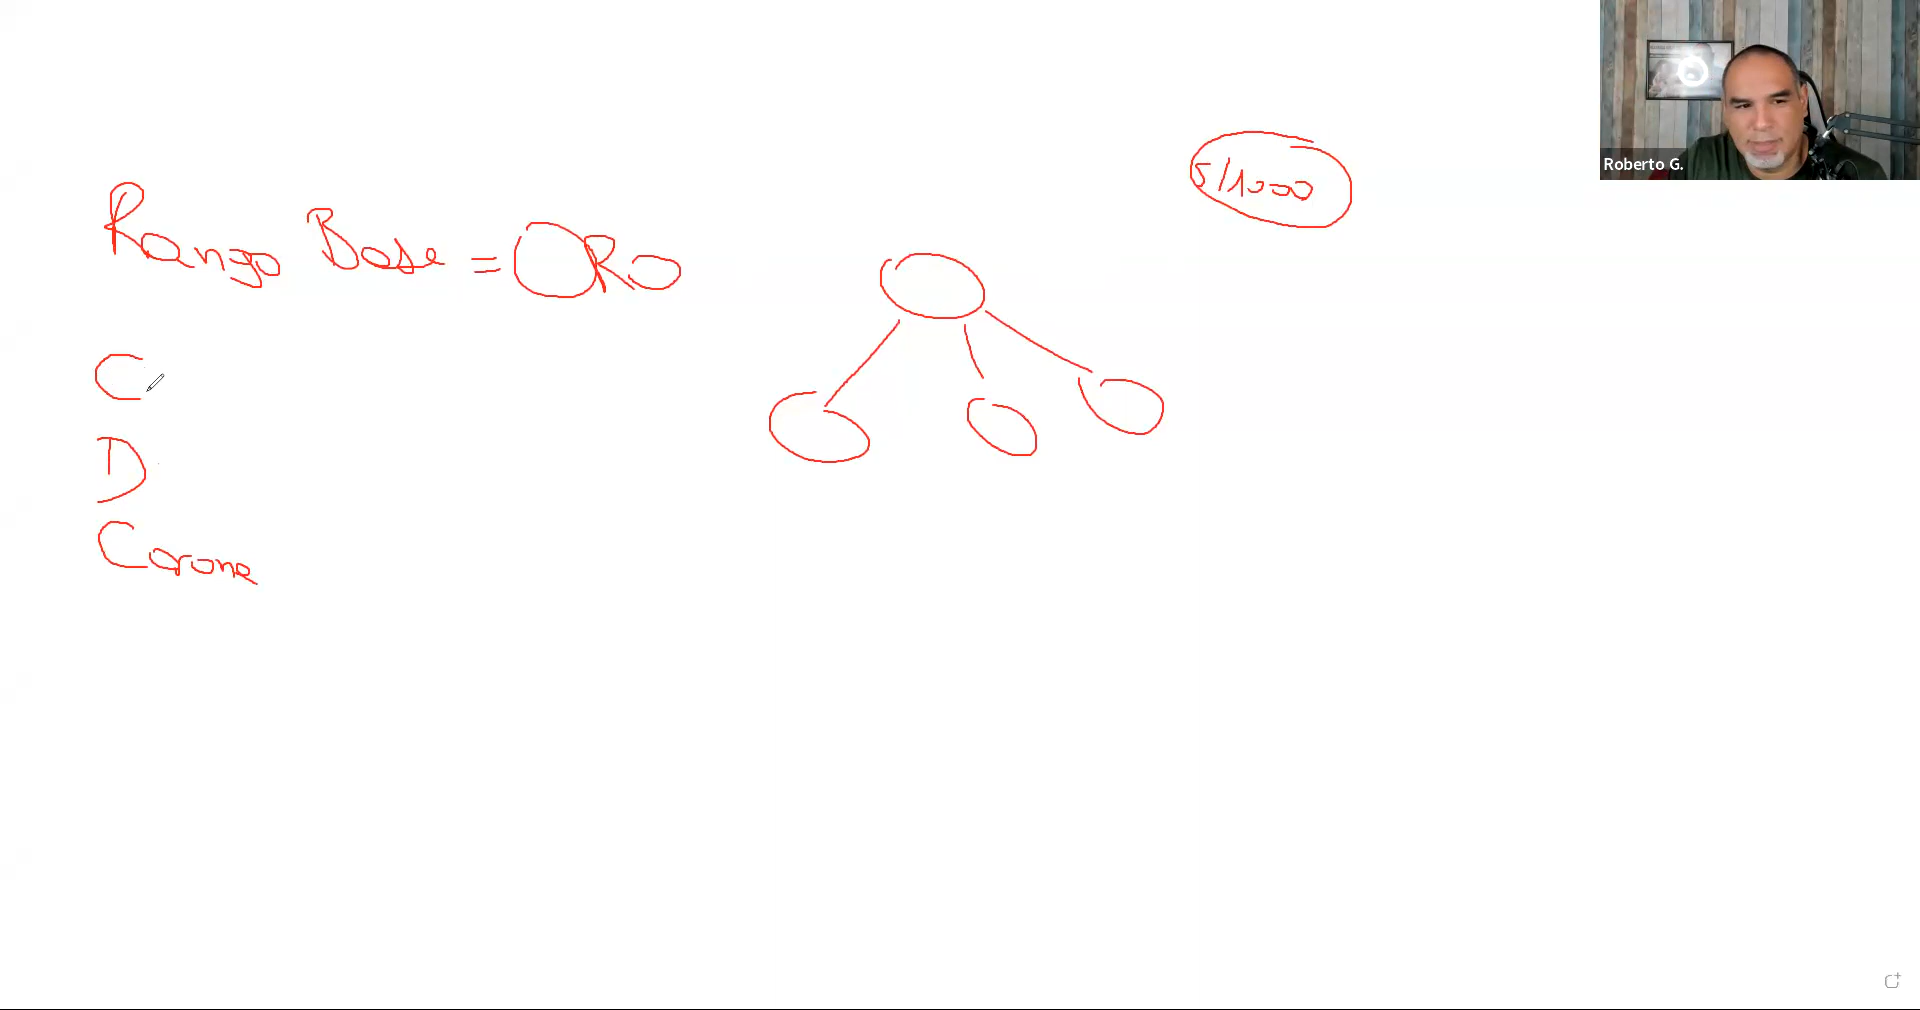 Roberto G.
5/1000
Rango Base = ORO
C
D
Corona